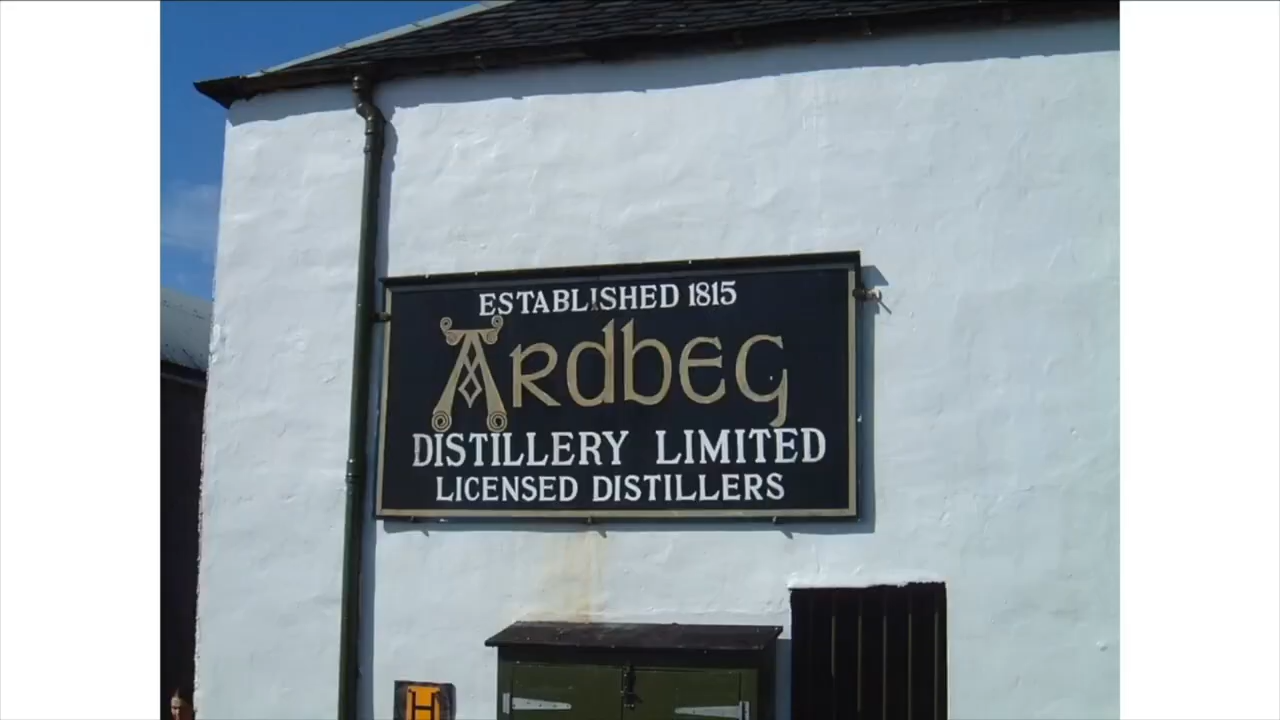 ESTABLISHED 1815
Ardbeg
DISTILLERY LIMITED
LICENSED DISTILLERS
H